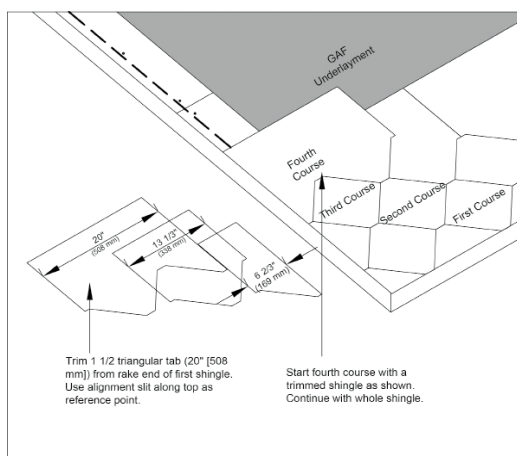 GAF
Underlayment
Fourth
Course
Third Course
Second Course
First Course
20"
(508 mm)
13 1/3"
(338 mm)
6 2/3"
(169 mm)
Trim 1 1/2 triangular tab (20" [508
mm]) from rake end of first shingle.
Use alignment slit along top as
reference point.
Start fourth course with a
trimmed shingle as shown.
Continue with whole shingle.